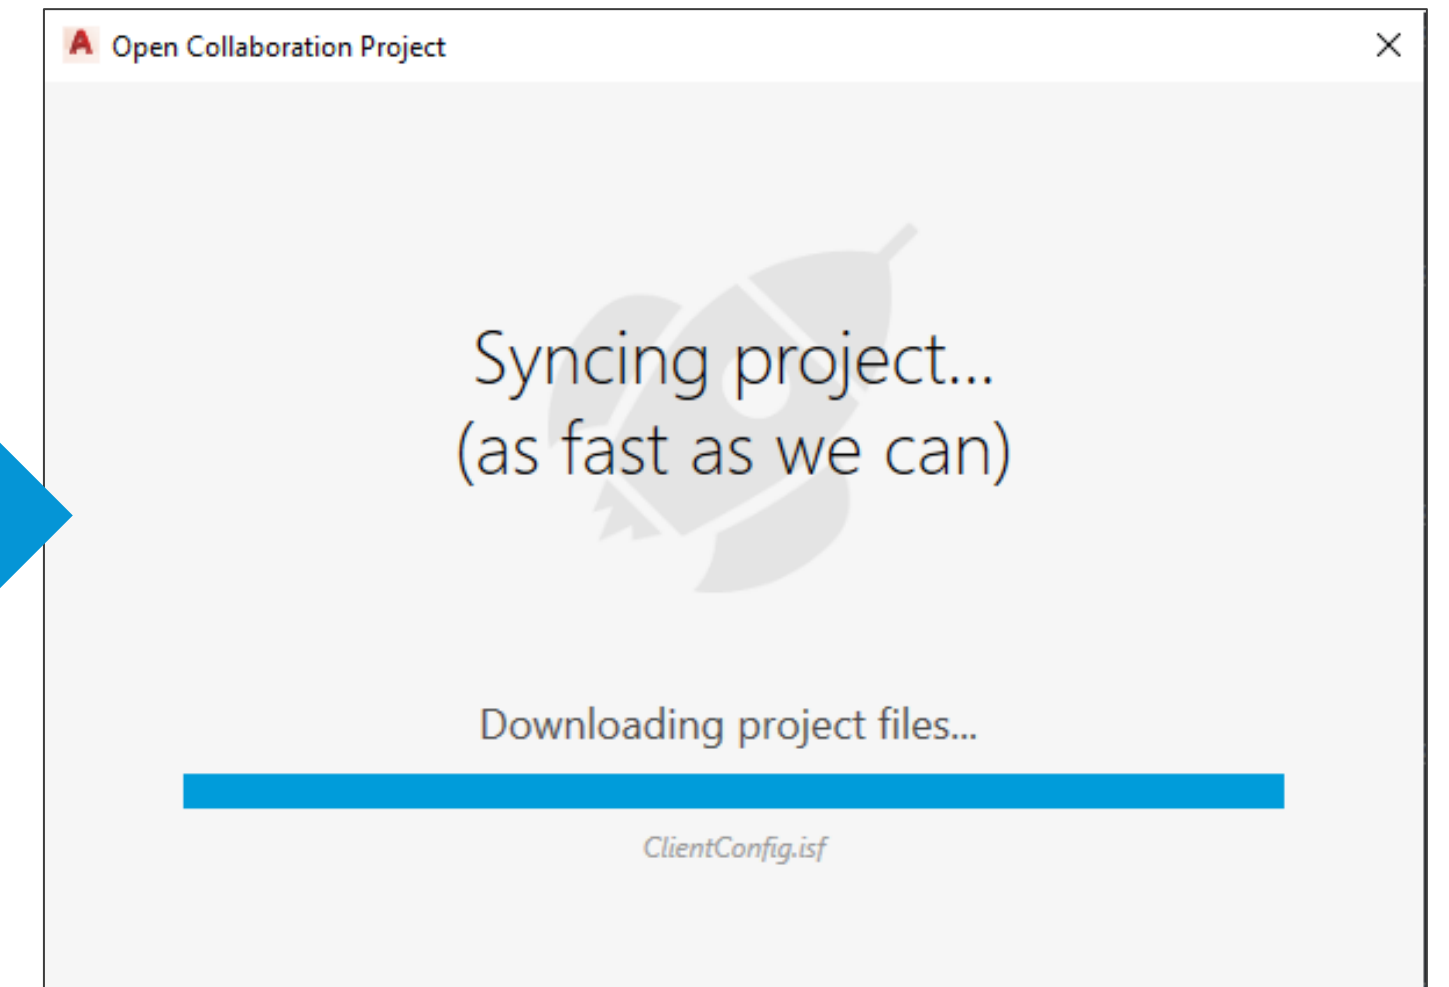 Open Collaboration Project
Syncing project...
(as fast as we can)
Downloading project files...
ClientConfig.isf